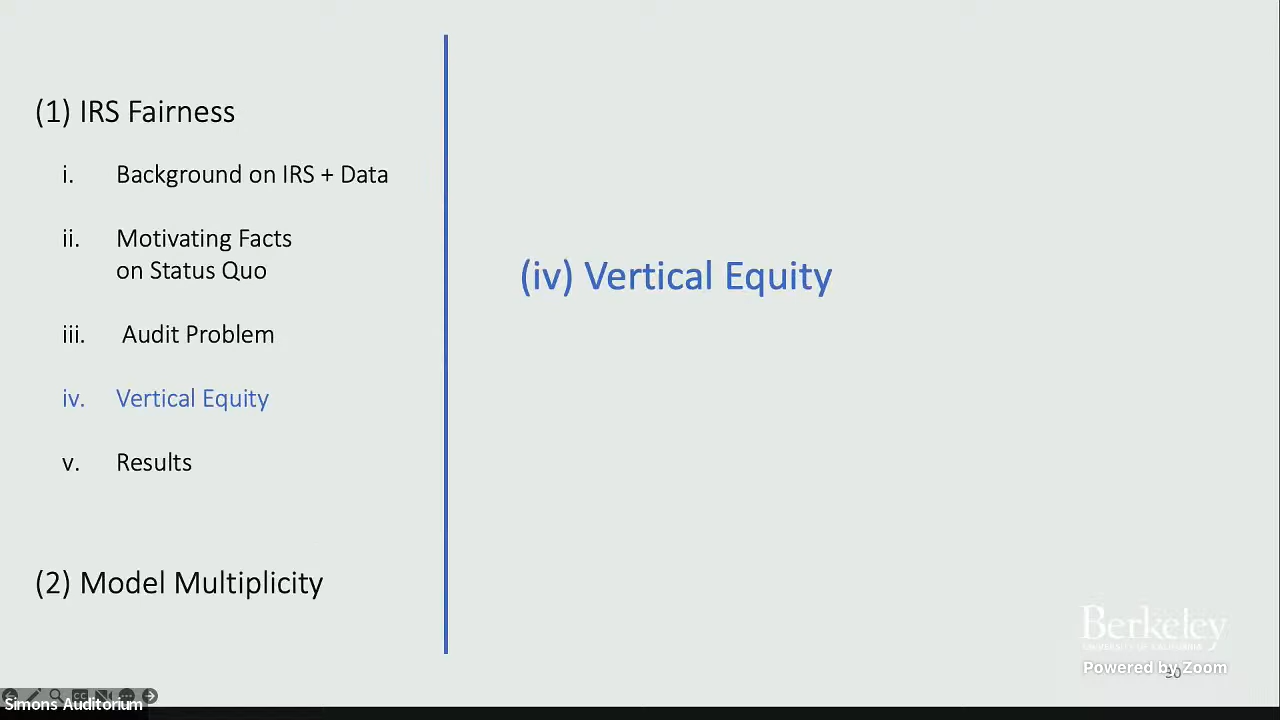 (1) IRS Fairness
i. Background on IRS + Data
ii. Motivating Facts
on Status Quo
iii. Audit Problem
iv. Vertical Equity
v. Results
(2) Model Multiplicity
(iv) Vertical Equity
Berkeley
UNIVERSITY OF CALIFORNIA
Powered by Zoom
Simons Auditorium